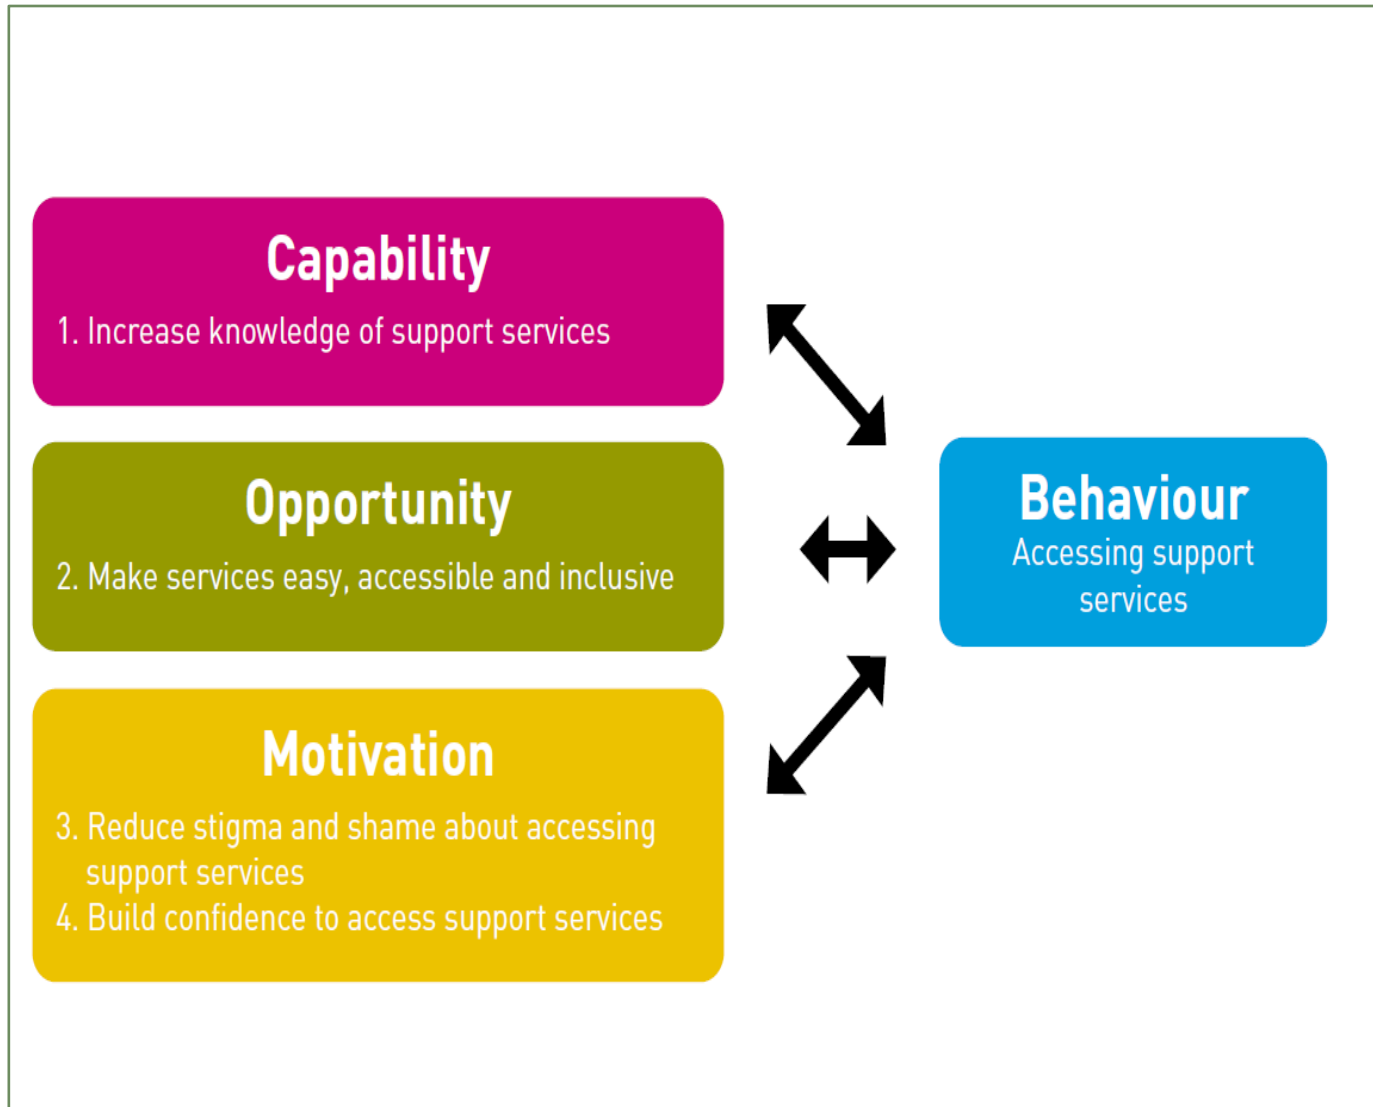 Capability
1. Increase knowledge of support services
Opportunity
2. Make services easy, accessible and inclusive
Motivation
3. Reduce stigma and shame about accessing
support services
4. Build confidence to access support services
Behaviour
Accessing support
services